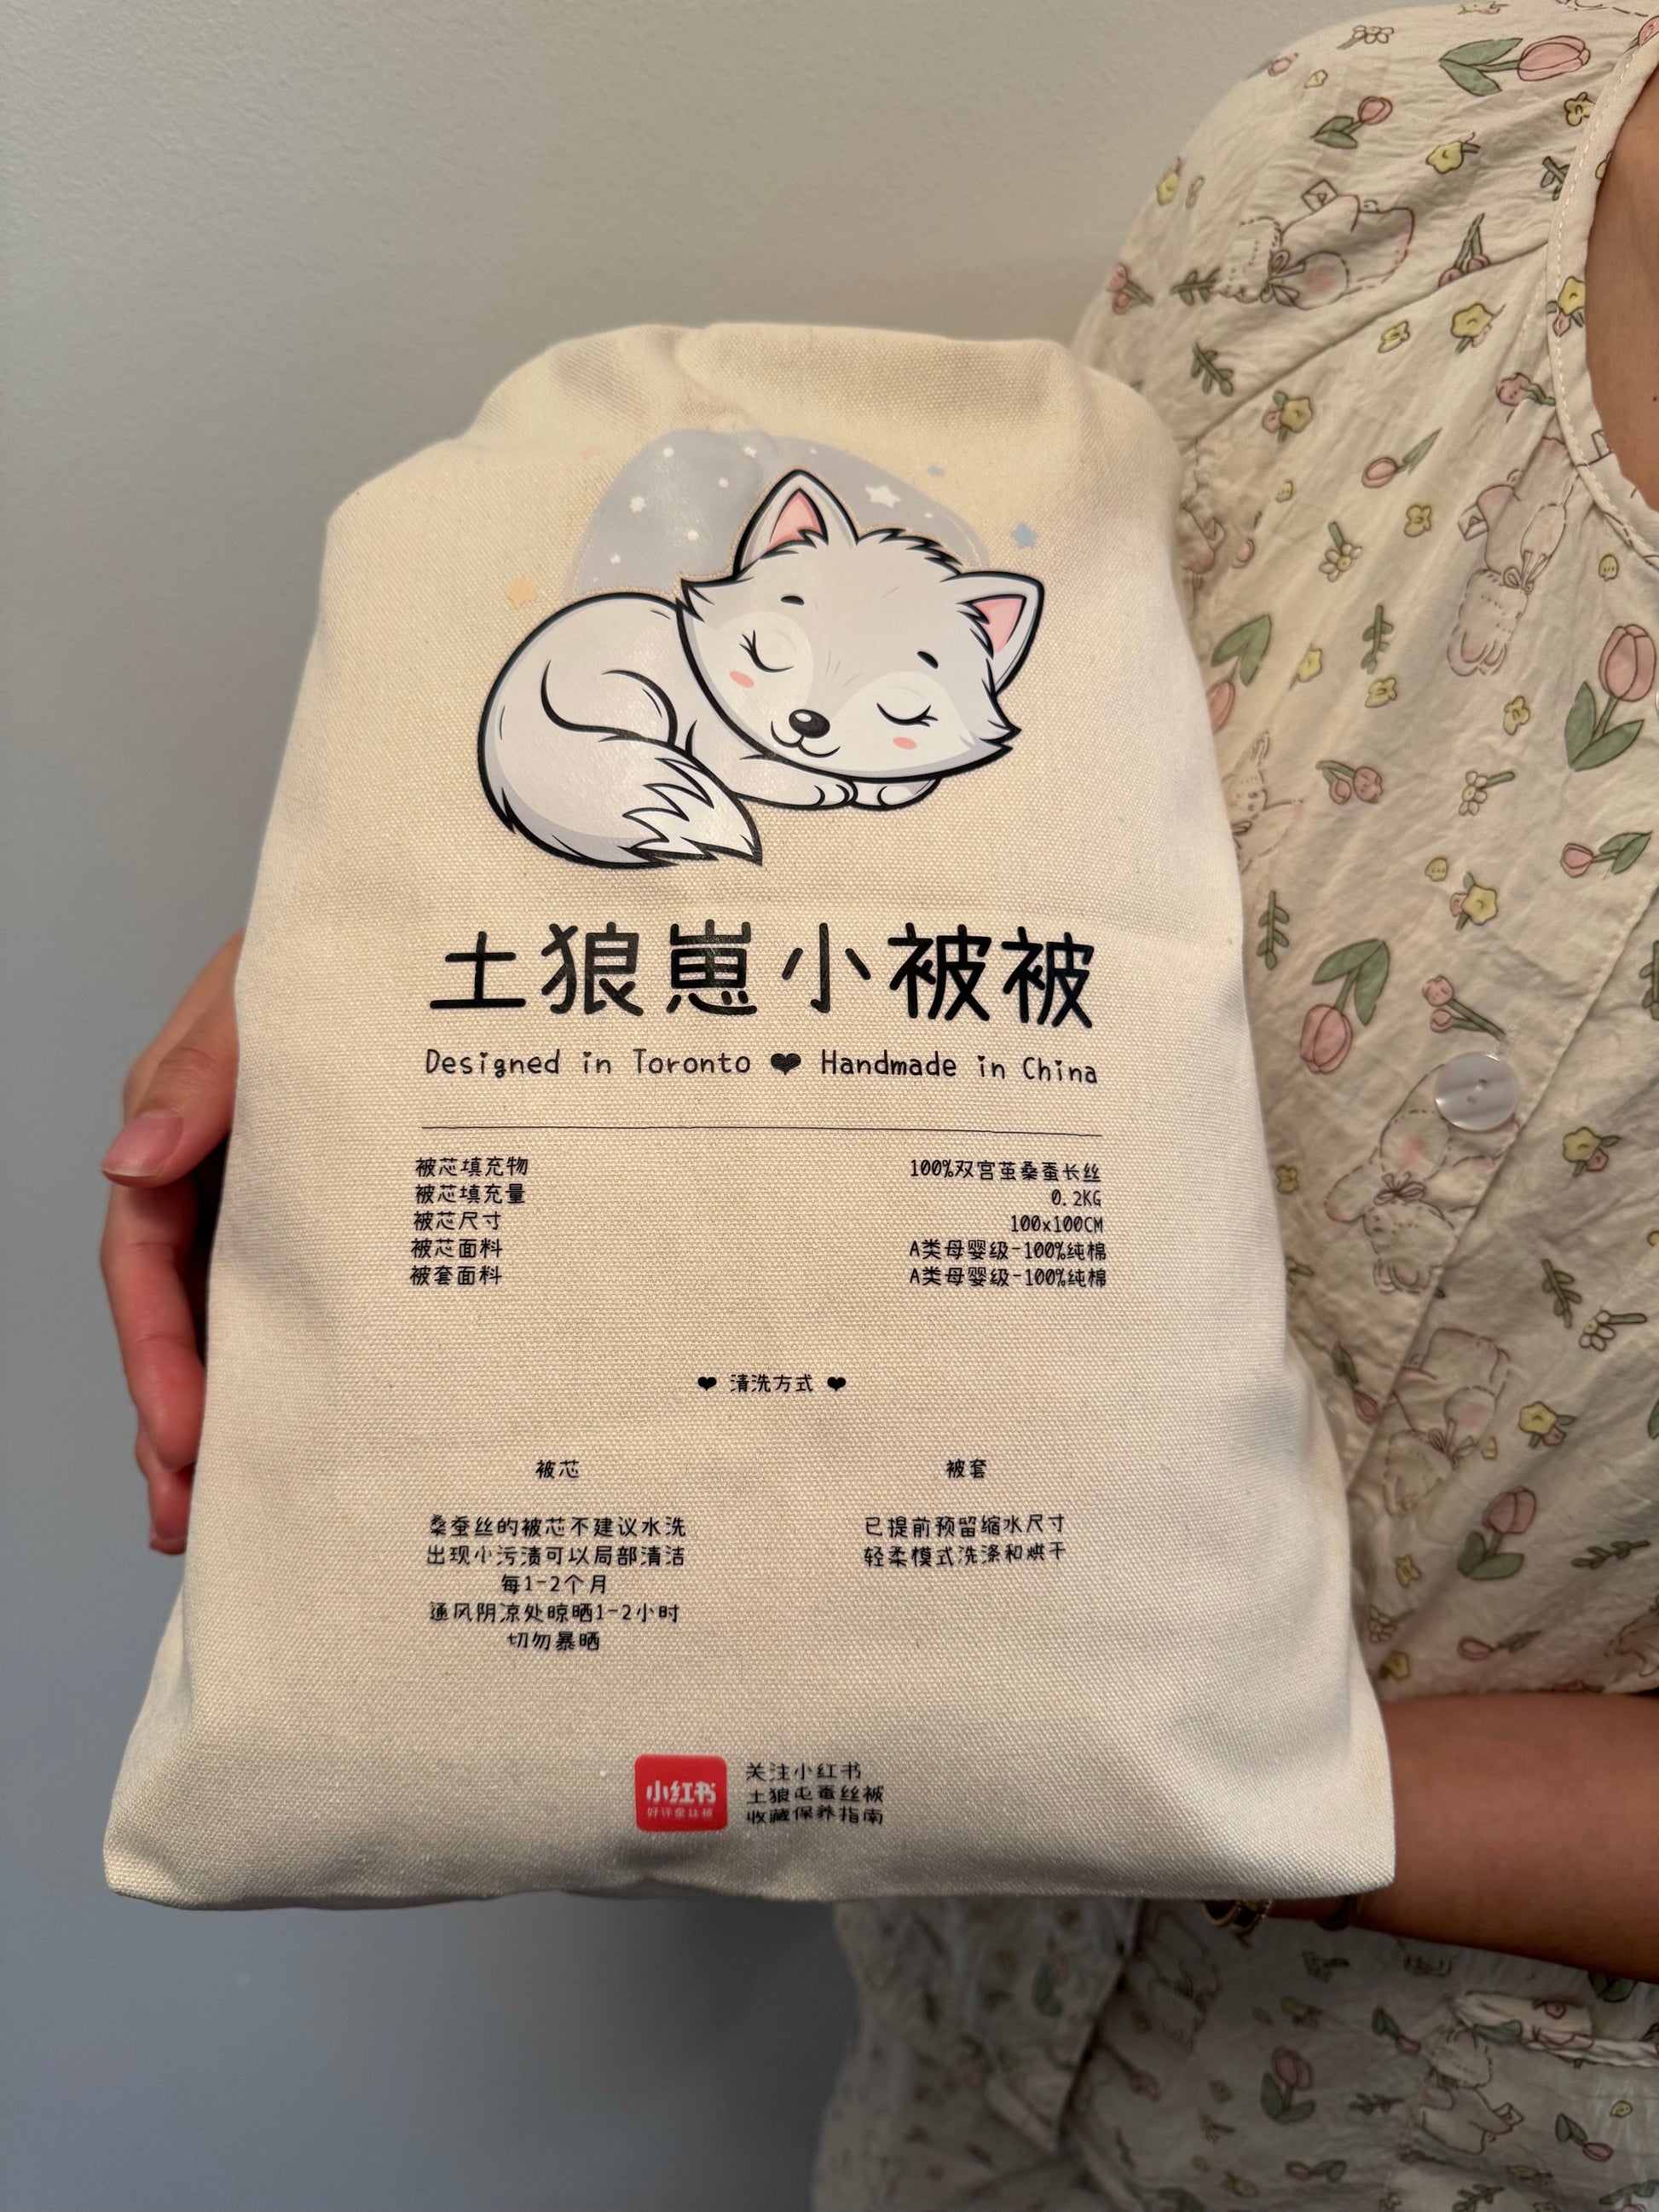 土狼崽小被被
Designed in Toronto ❤ Handmade in China
被芯填充物 100%双宫茧桑蚕长丝
被芯填充量 0.2KG
被芯尺寸 100x100CM
被芯面料 A类母婴级-100%纯棉
被套面料 A类母婴级-100%纯棉
❤ 清洗方式 ❤
被芯
桑蚕丝的被芯不建议水洗
出现小污渍可以局部清洁
每1-2个月
通风阴凉处晾晒1-2小时
切勿暴晒
被套
已提前预留缩水尺寸
轻柔模式洗涤和烘干
小红书
好评蚕丝被
关注小红书
土狼屯蚕丝被
收藏保养指南